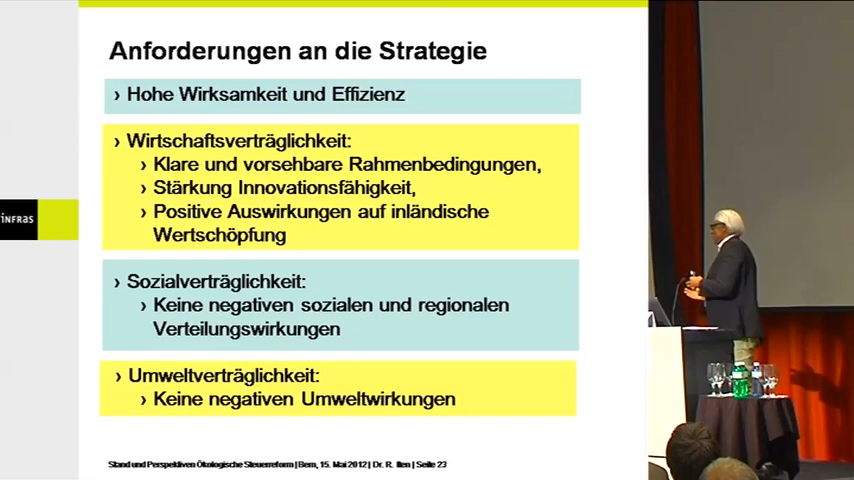 Anforderungen an die Strategie
› Hohe Wirksamkeit und Effizienz
› Wirtschaftsverträglichkeit:
› Klare und vorsehbare Rahmenbedingungen,
› Stärkung Innovationsfähigkeit,
› Positive Auswirkungen auf inländische
Wertschöpfung
› Sozialverträglichkeit:
› Keine negativen sozialen und regionalen
Verteilungswirkungen
› Umweltverträglichkeit:
› Keine negativen Umweltwirkungen
infras
Stand und Perspektiven Ökologische Steuerreform | Bern, 15. Mai 2012 | Dr. R. Iten | Seite 23